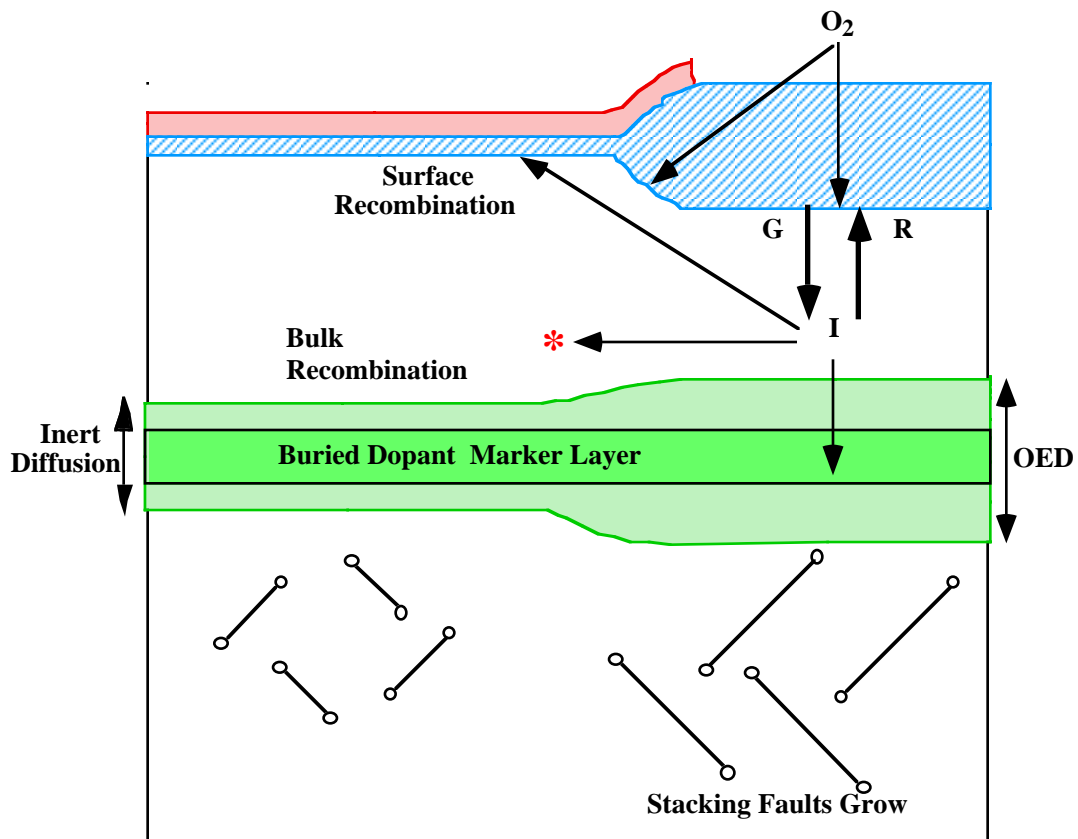 O2
Surface
Recombination
G
R
I
Bulk
Recombination
*
Inert
Diffusion
Buried Dopant Marker Layer
OED
Stacking Faults Grow